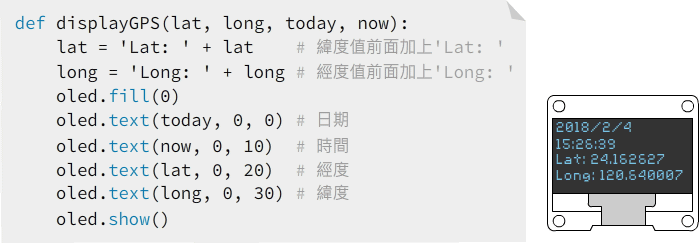 def displayGPS(lat, long, today, now):
    lat = 'Lat: ' + lat    # 緯度值前面加上'Lat: '
    long = 'Long: ' + long # 經度值前面加上'Long: '
    oled.fill(0)
    oled.text(today, 0, 0) # 日期
    oled.text(now, 0, 10)  # 時間
    oled.text(lat, 0, 20)  # 經度
    oled.text(long, 0, 30) # 緯度
    oled.show()
2018/2/4
15:26:39
Lat: 24.162627
Long: 120.640007